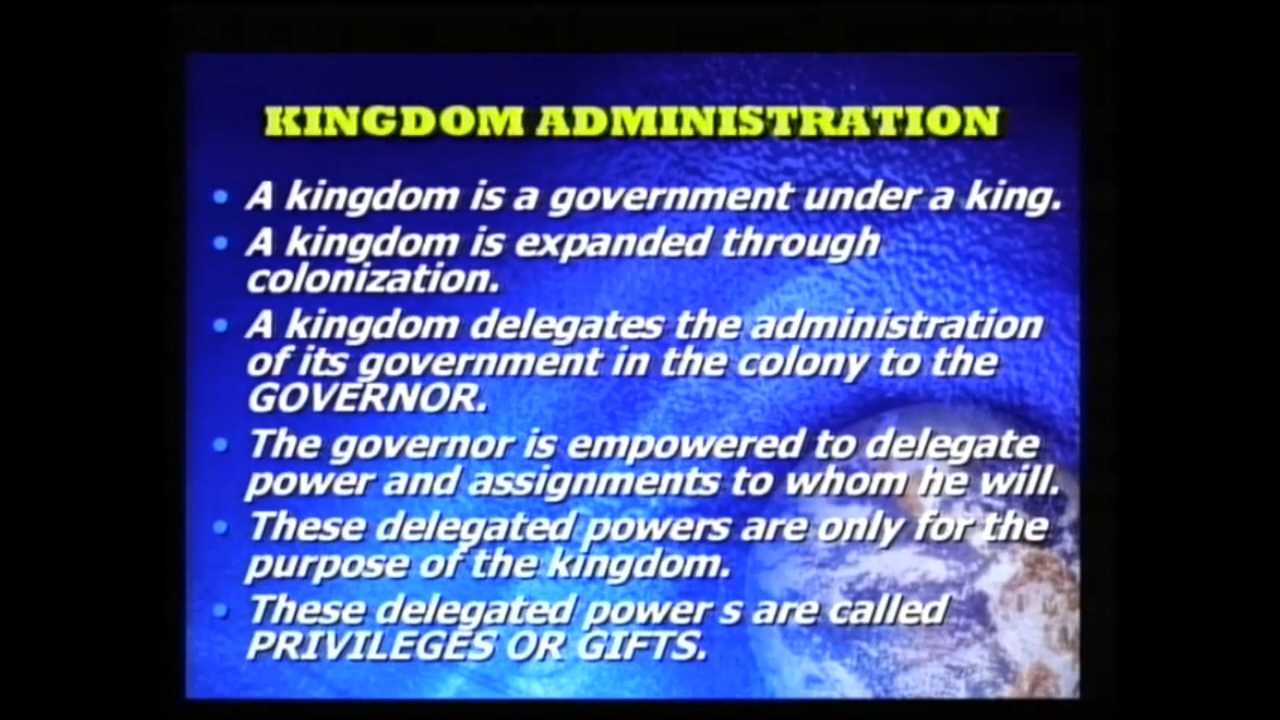 KINGDOM ADMINISTRATION
• A kingdom is a government under a king.
• A kingdom is expanded through
colonization.
• A kingdom delegates the administration
of its government in the colony to the
GOVERNOR.
• The governor is empowered to delegate
power and assignments to whom he will.
• These delegated powers are only for the
purpose of the kingdom.
• These delegated power s are called
PRIVILEGES OR GIFTS.